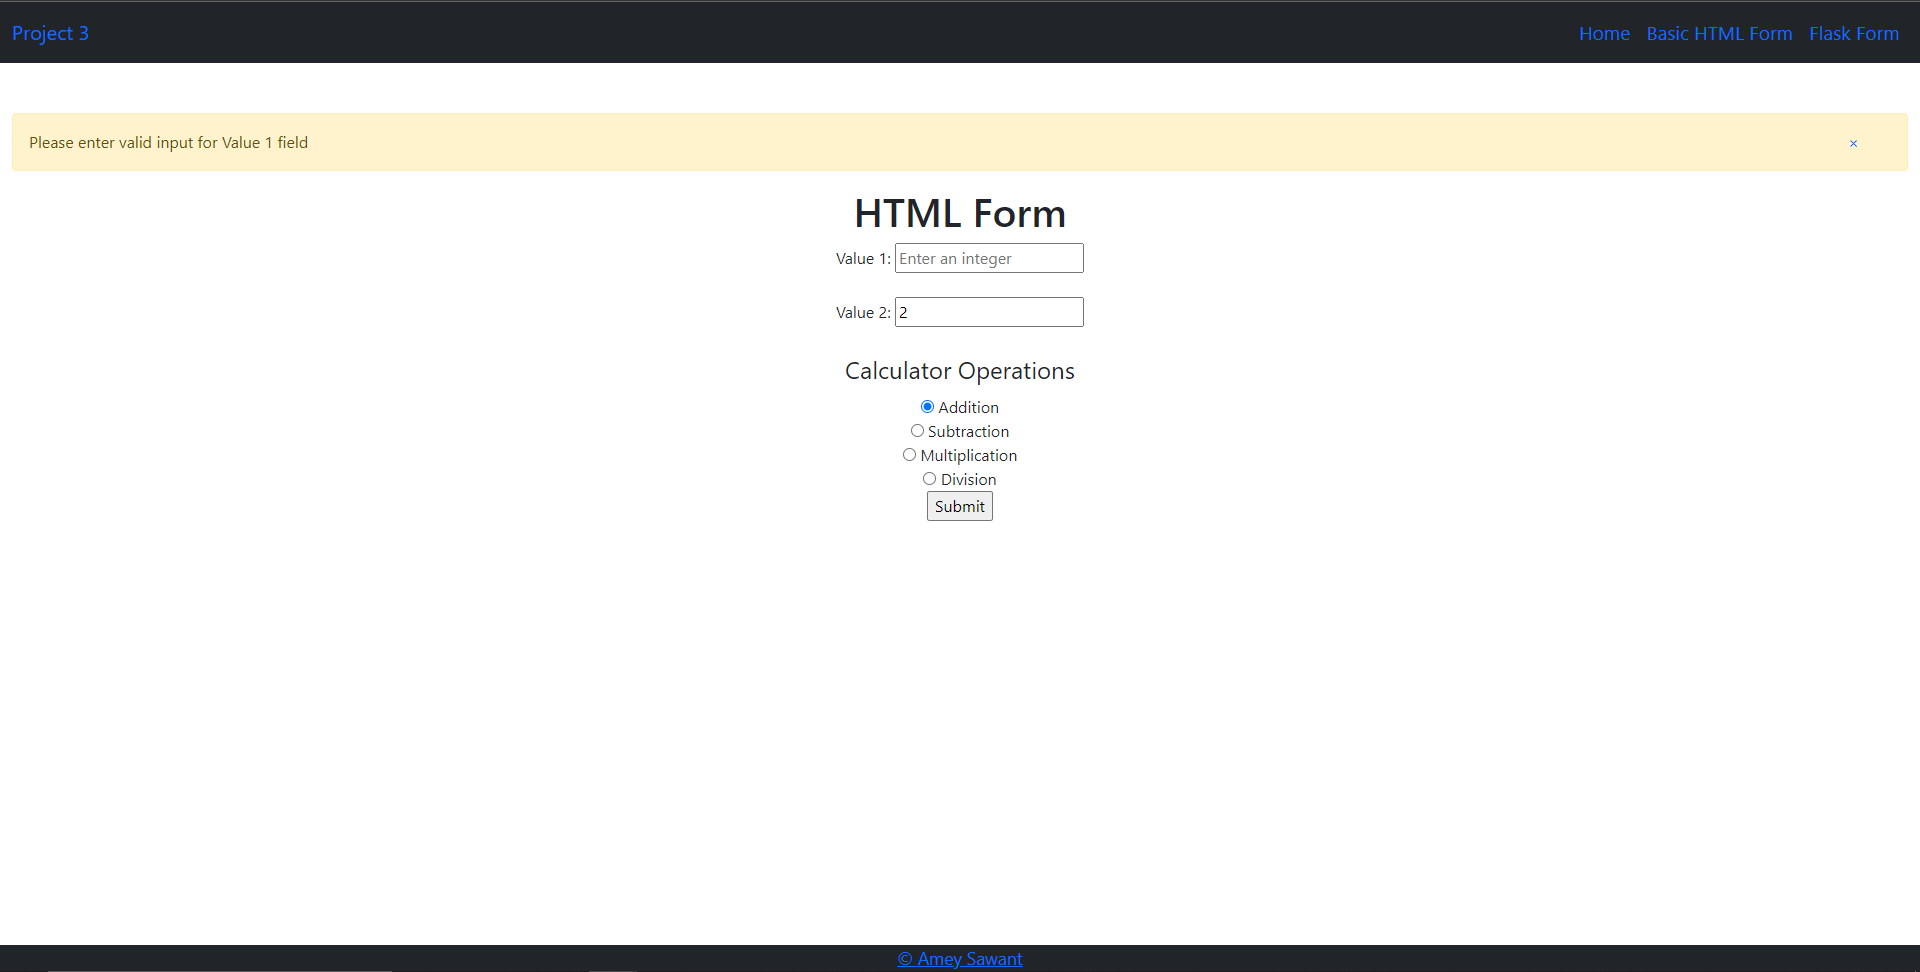 Project 3
Home Basic HTML Form Flask Form
Please enter valid input for Value 1 field ×
HTML Form
Value 1: Enter an integer
Value 2: 2
Calculator Operations
Addition
Subtraction
Multiplication
Division
Submit
© Amey Sawant